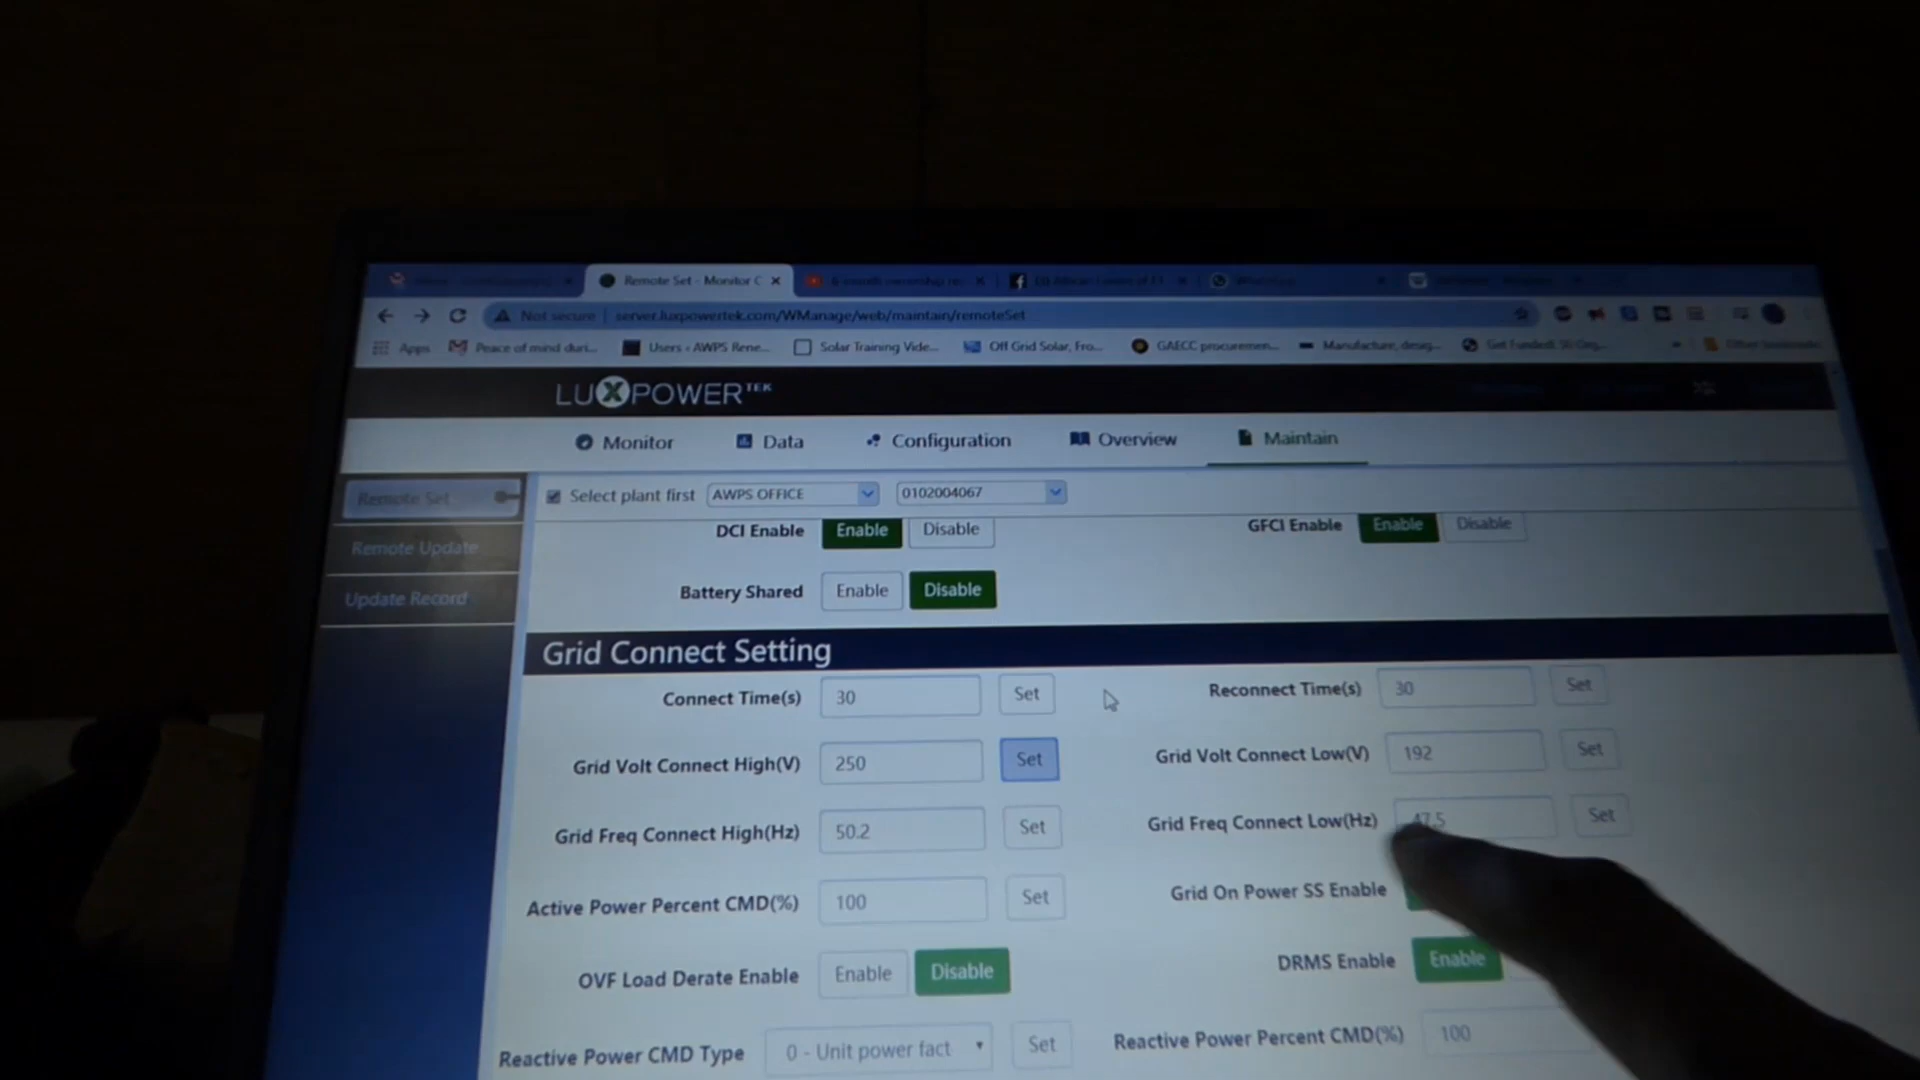 Remote Set - Monitor C
Not secure | server.luxpowertek.com/WManage/web/maintain/remoteSet
Apps Peace of mind duri... Users - AWPS Rene... Solar Training Vide... Off Grid Solar, Fro... GAECC procuremen... Manufacture, desig... Other bookmarks
LUXPOWERTEK
Monitor Data Configuration Overview Maintain
Remote Set Select plant first AWPS OFFICE 0102004067
DCI Enable Enable Disable GFCI Enable Enable Disable
Remote Update
Battery Shared Enable Disable
Update Record
Grid Connect Setting
Connect Time(s) 30 Set Reconnect Time(s) 30 Set
Grid Volt Connect High(V) 250 Set Grid Volt Connect Low(V) 192 Set
Grid Freq Connect High(Hz) 50.2 Set Grid Freq Connect Low(Hz) 47.5 Set
Active Power Percent CMD(%) 100 Set Grid On Power SS Enable
OVF Load Derate Enable Enable Disable DRMS Enable Enable
Reactive Power CMD Type 0 - Unit power fact Set Reactive Power Percent CMD(%) 100